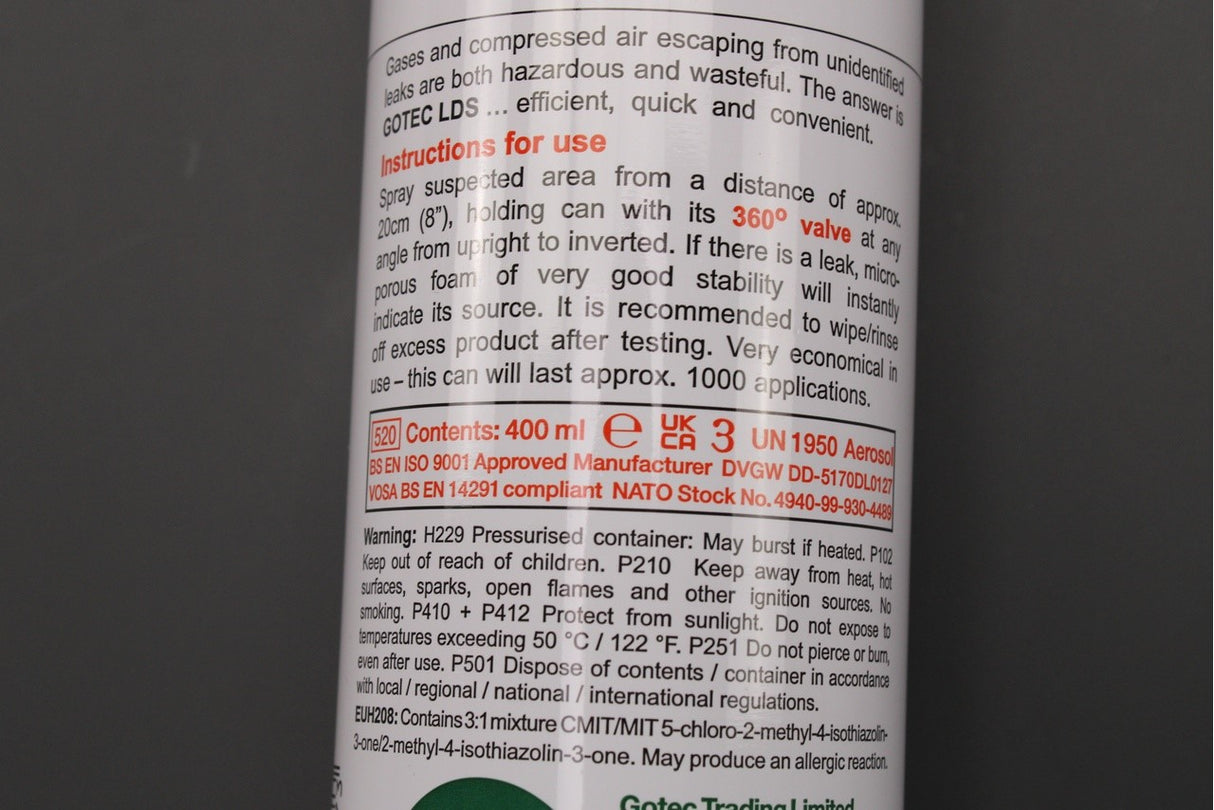 Gases and compressed air escaping from unidentified
leaks are both hazardous and wasteful. The answer is
GOTEC LDS ... efficient, quick and convenient.
Instructions for use
Spray suspected area from a distance of approx.
20cm (8”), holding can with its 360º valve at any
angle from upright to inverted. If there is a leak, micro-
porous foam of very good stability will instantly
indicate its source. It is recommended to wipe/rinse
off excess product after testing. Very economical in
use – this can will last approx. 1000 applications.
520 Contents: 400 ml ℮ UK CA 3 UN 1950 Aerosol
BS EN ISO 9001 Approved Manufacturer DVGW DD-5170DL0127
VOSA BS EN 14291 compliant NATO Stock No. 4940-99-930-4489
Warning: H229 Pressurised container: May burst if heated. P102
Keep out of reach of children. P210 Keep away from heat, hot
surfaces, sparks, open flames and other ignition sources. No
smoking. P410 + P412 Protect from sunlight. Do not expose to
temperatures exceeding 50 °C / 122 °F. P251 Do not pierce or burn,
even after use. P501 Dispose of contents / container in accordance
with local / regional / national / international regulations.
EUH208: Contains 3:1 mixture CMIT/MIT 5-chloro-2-methyl-4-isothiazolin-
3-one/2-methyl-4-isothiazolin-3-one. May produce an allergic reaction.
Gotec Trading Limited